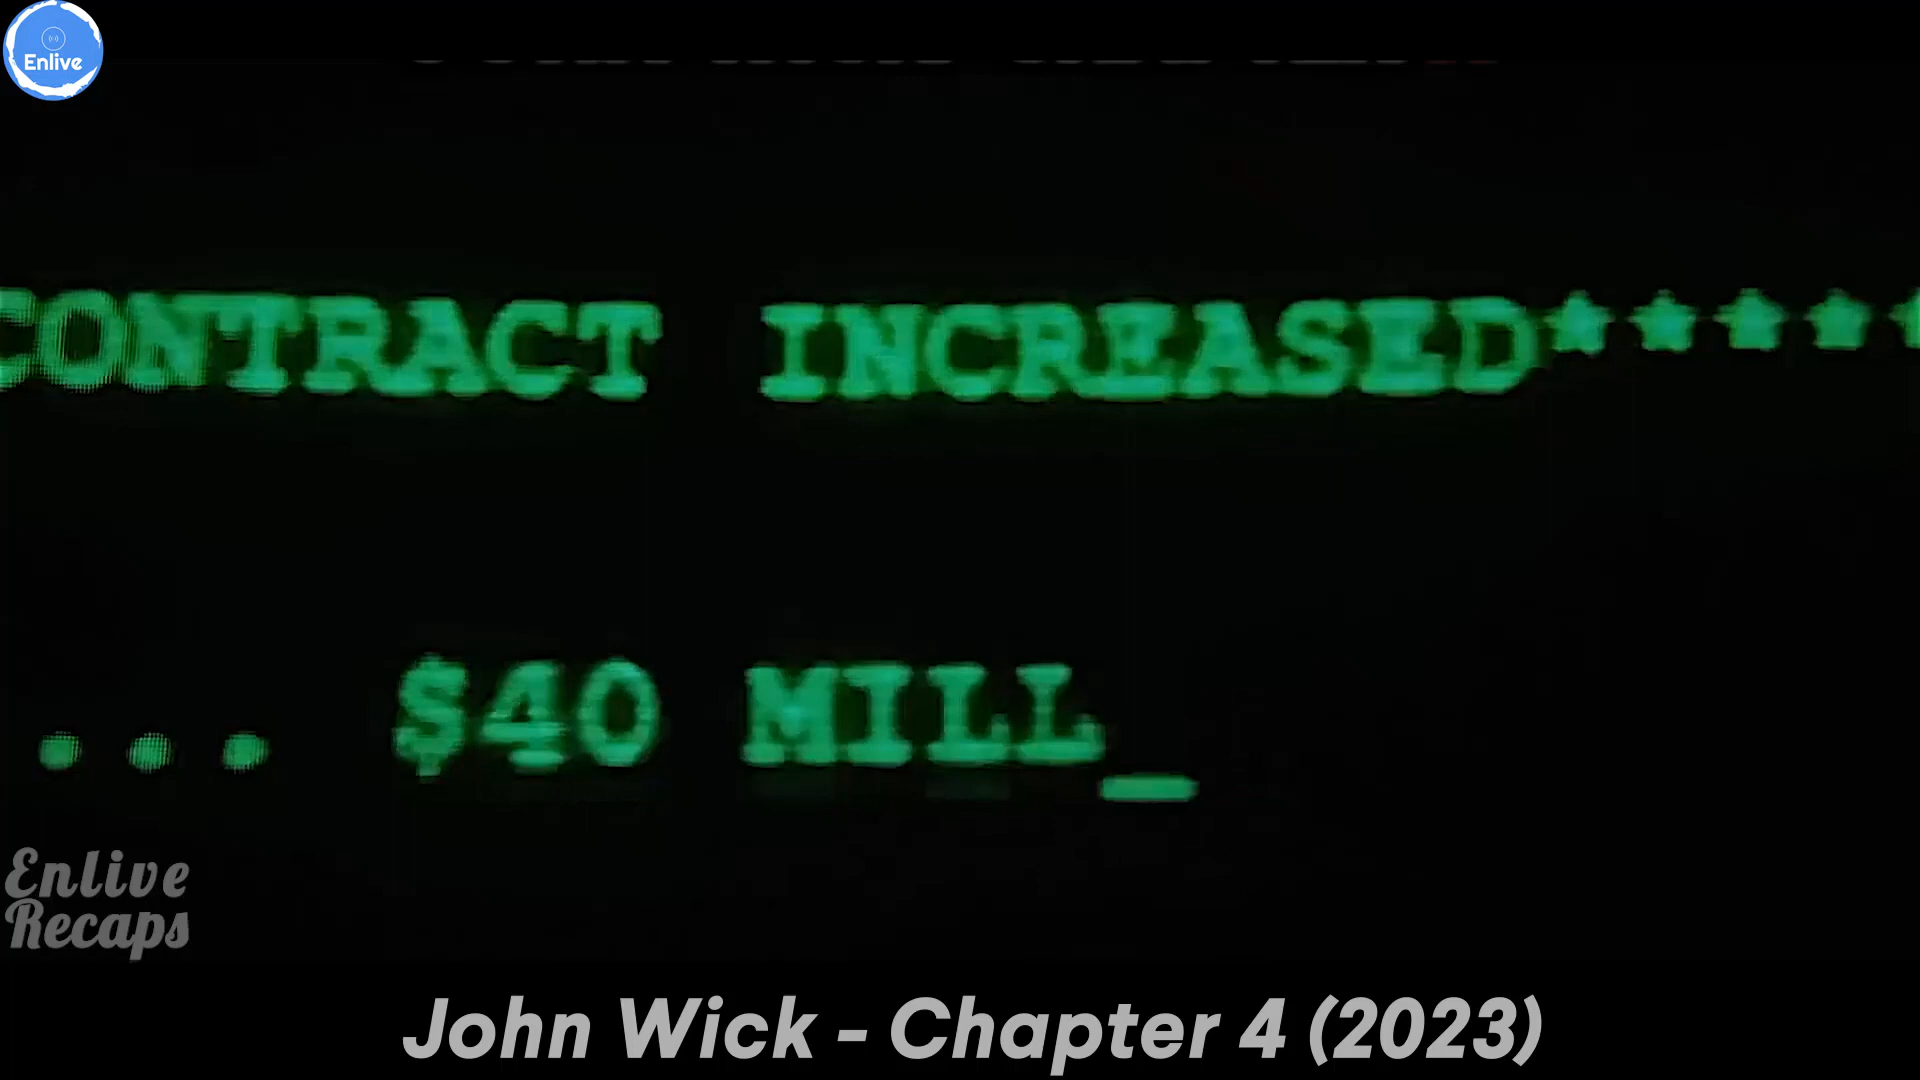 Enlive
CONTRACT INCREASED****
... $40 MILL_
Enlive
Recaps
John Wick - Chapter 4 (2023)